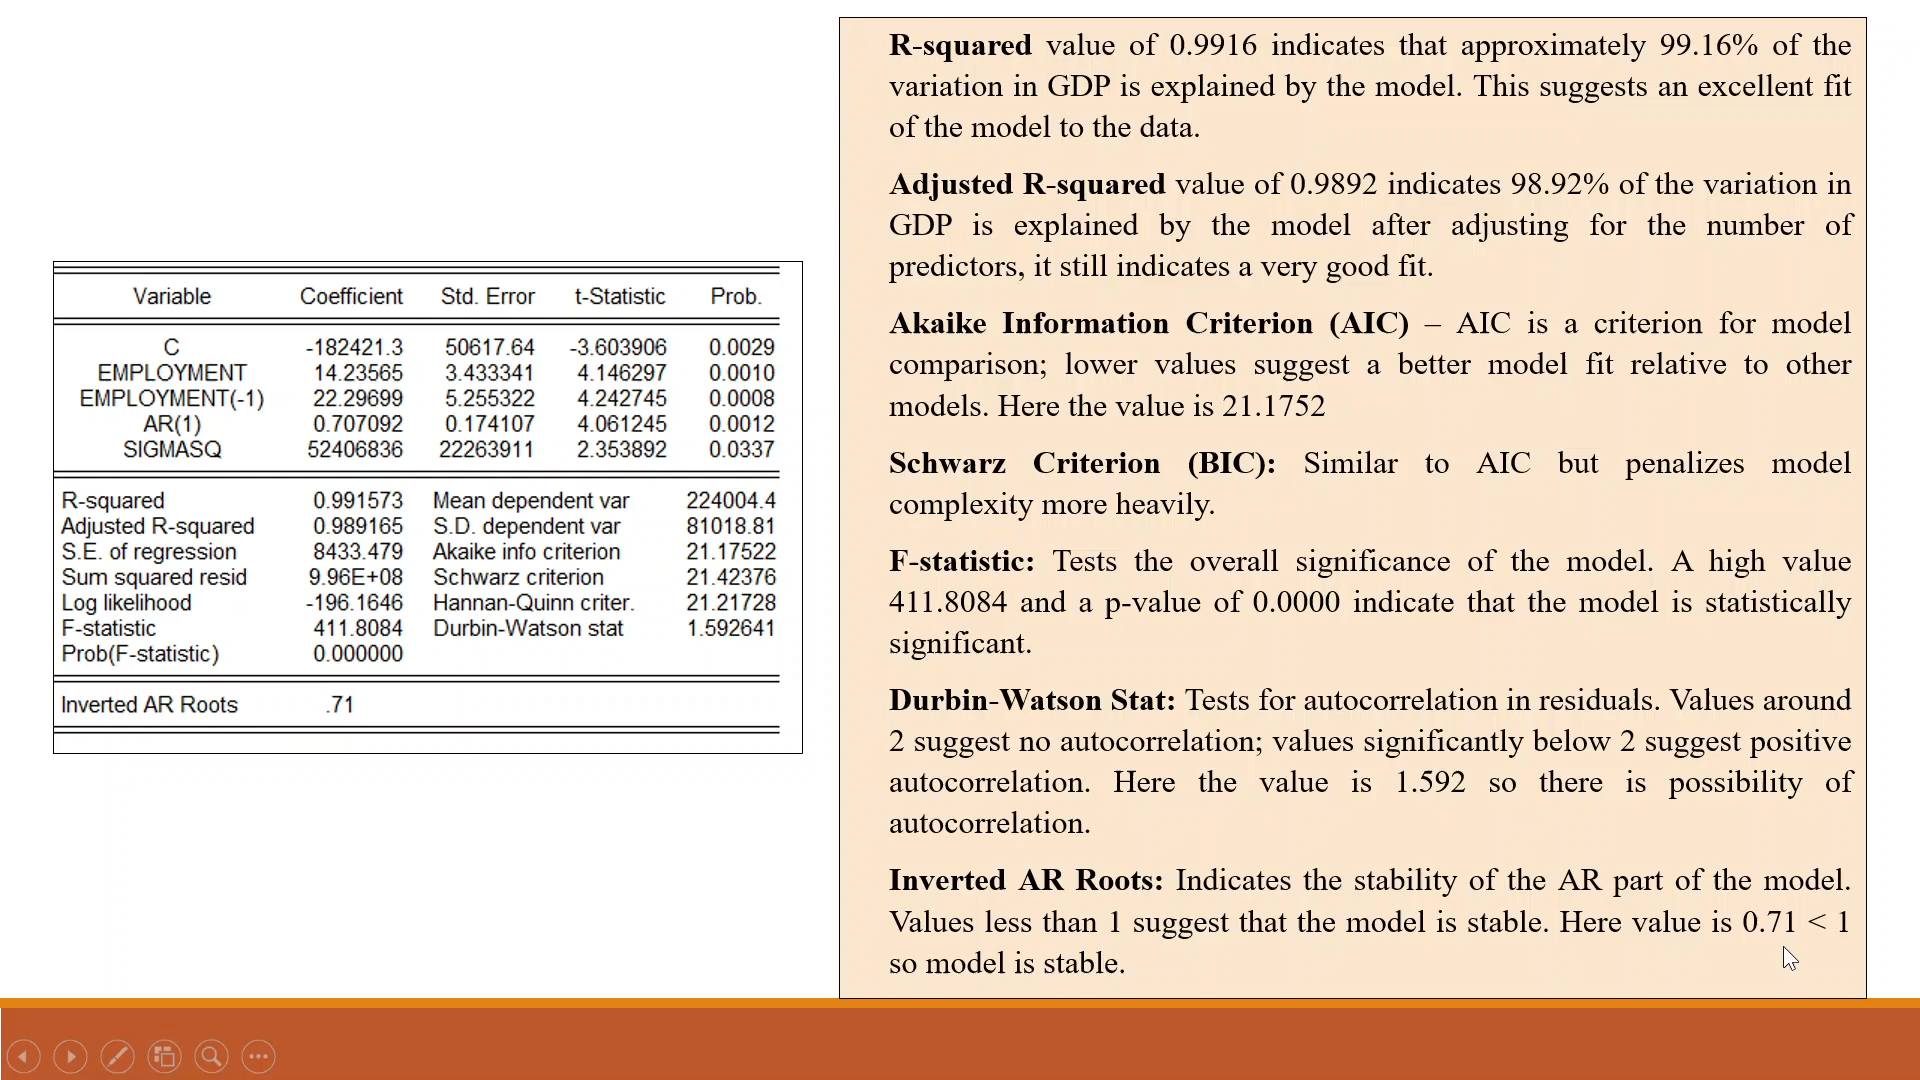 Variable Coefficient Std. Error t-Statistic Prob.
C -182421.3 50617.64 -3.603906 0.0029
EMPLOYMENT 14.23565 3.433341 4.146297 0.0010
EMPLOYMENT(-1) 22.29699 5.255322 4.242745 0.0008
AR(1) 0.707092 0.174107 4.061245 0.0012
SIGMASQ 52406836 22263911 2.353892 0.0337
R-squared 0.991573 Mean dependent var 224004.4
Adjusted R-squared 0.989165 S.D. dependent var 81018.81
S.E. of regression 8433.479 Akaike info criterion 21.17522
Sum squared resid 9.96E+08 Schwarz criterion 21.42376
Log likelihood -196.1646 Hannan-Quinn criter. 21.21728
F-statistic 411.8084 Durbin-Watson stat 1.592641
Prob(F-statistic) 0.000000
Inverted AR Roots .71
R-squared value of 0.9916 indicates that approximately 99.16% of the
variation in GDP is explained by the model. This suggests an excellent fit
of the model to the data.
Adjusted R-squared value of 0.9892 indicates 98.92% of the variation in
GDP is explained by the model after adjusting for the number of
predictors, it still indicates a very good fit.
Akaike Information Criterion (AIC) – AIC is a criterion for model
comparison; lower values suggest a better model fit relative to other
models. Here the value is 21.1752
Schwarz Criterion (BIC): Similar to AIC but penalizes model
complexity more heavily.
F-statistic: Tests the overall significance of the model. A high value
411.8084 and a p-value of 0.0000 indicate that the model is statistically
significant.
Durbin-Watson Stat: Tests for autocorrelation in residuals. Values around
2 suggest no autocorrelation; values significantly below 2 suggest positive
autocorrelation. Here the value is 1.592 so there is possibility of
autocorrelation.
Inverted AR Roots: Indicates the stability of the AR part of the model.
Values less than 1 suggest that the model is stable. Here value is 0.71 < 1
so model is stable.